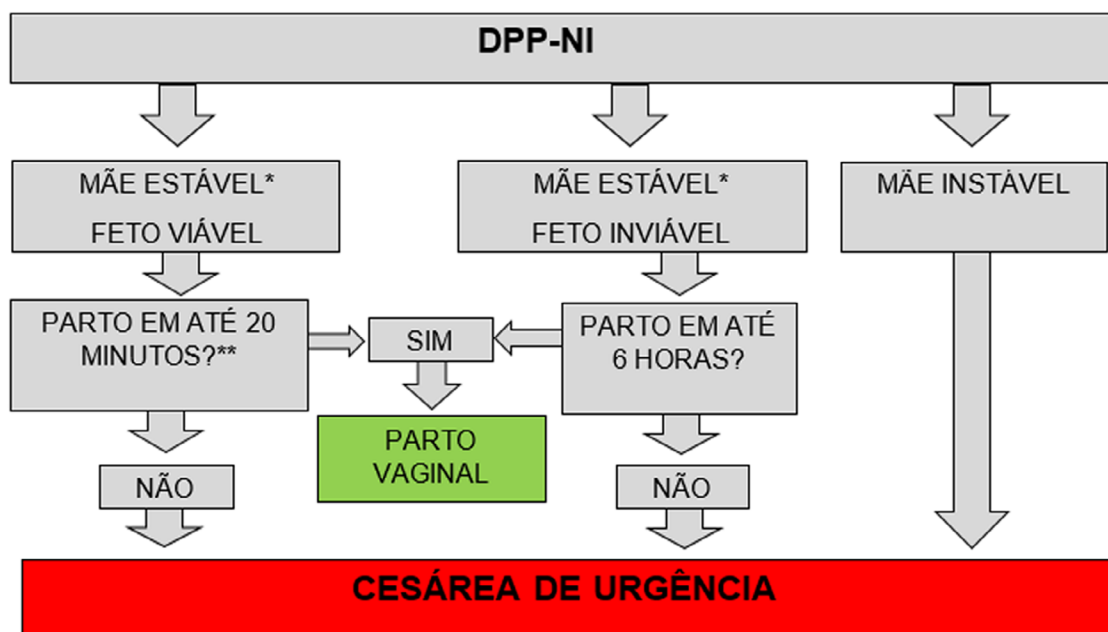 DPP-NI
MÃE ESTÁVEL*
FETO VIÁVEL
MÃE ESTÁVEL*
FETO INVIÁVEL
MÃE INSTÁVEL
PARTO EM ATÉ 20
MINUTOS?**
SIM
PARTO EM ATÉ
6 HORAS?
PARTO
VAGINAL
NÃO
NÃO
CESÁREA DE URGÊNCIA